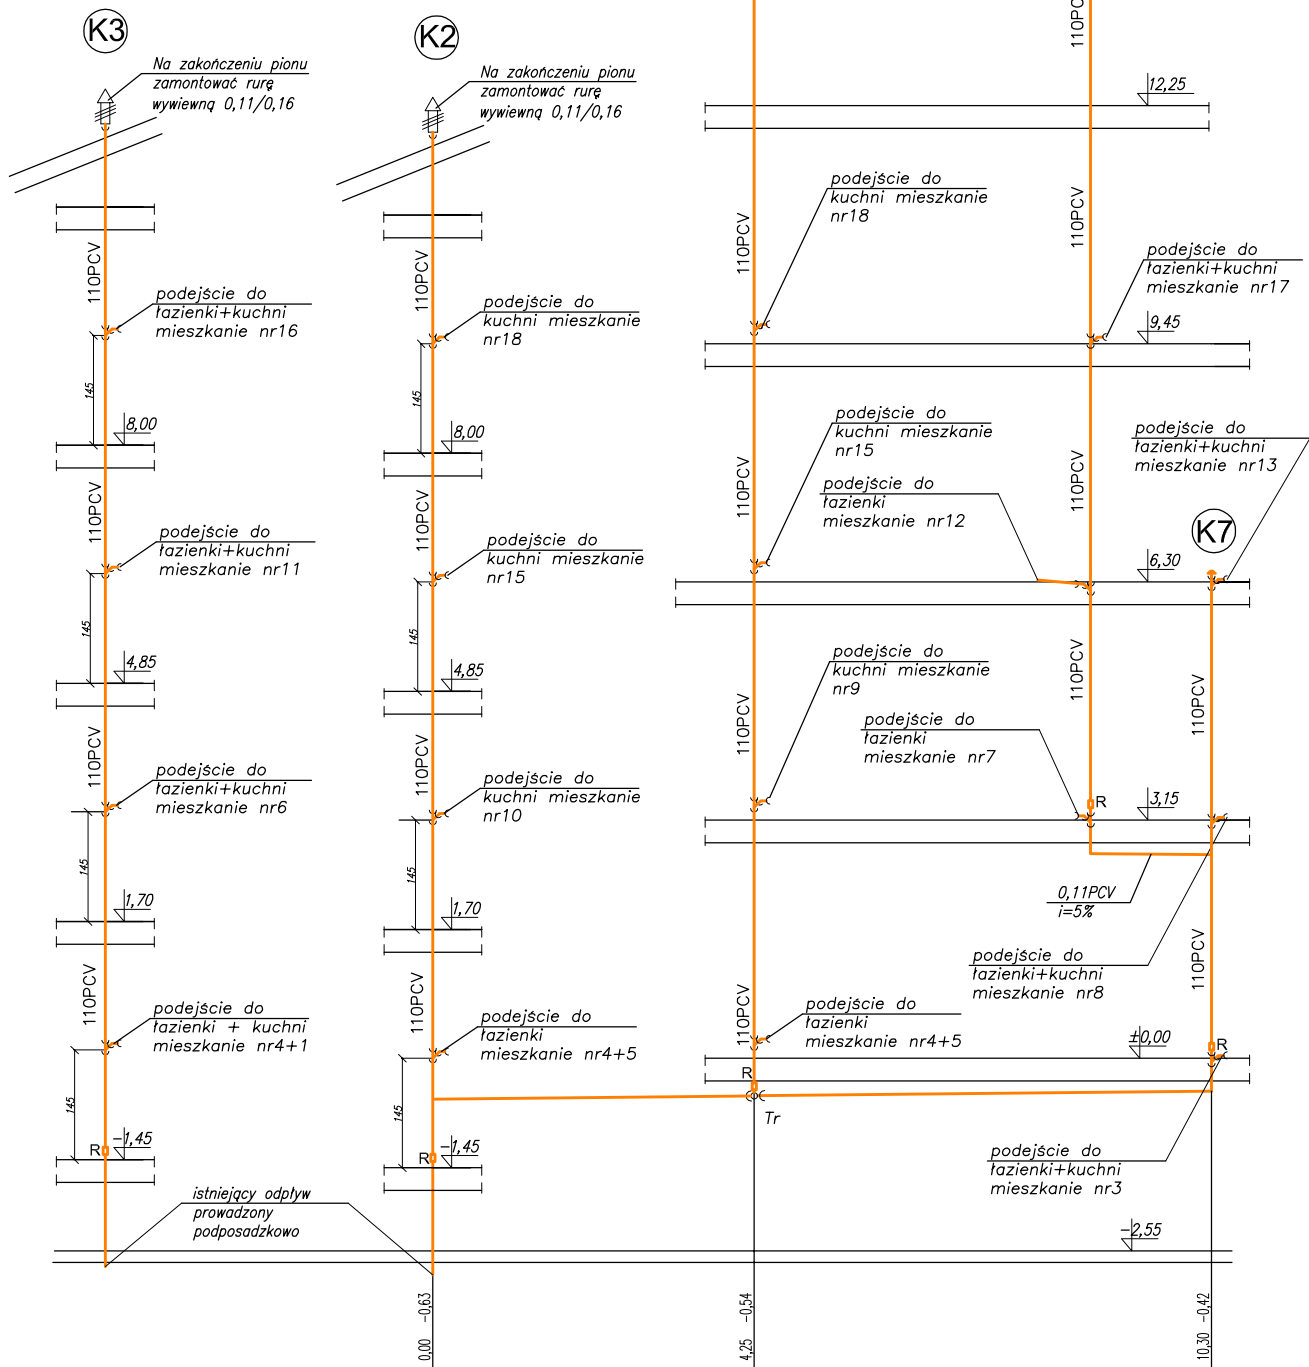 K3
Na zakończeniu pionu
zamontować rurę
wywiewną 0,11/0,16
110PCV
podejście do
łazienki+kuchni
mieszkanie nr16
145
8,00
110PCV
podejście do
łazienki+kuchni
mieszkanie nr11
145
4,85
110PCV
podejście do
łazienki+kuchni
mieszkanie nr6
145
1,70
110PCV
podejście do
łazienki + kuchni
mieszkanie nr4+1
145
R
-1,45
istniejący odpływ
prowadzony
podposadzkowo
K2
Na zakończeniu pionu
zamontować rurę
wywiewną 0,11/0,16
110PCV
podejście do
kuchni mieszkanie
nr18
145
8,00
110PCV
podejście do
kuchni mieszkanie
nr15
145
4,85
110PCV
podejście do
kuchni mieszkanie
nr10
145
1,70
110PCV
podejście do
łazienki
mieszkanie nr4+5
145
R
-1,45
0,00 -0,63
110PCV
podejście do
kuchni mieszkanie
nr18
110PCV
podejście do
kuchni mieszkanie
nr15
110PCV
podejście do
kuchni mieszkanie
nr9
110PCV
podejście do
łazienki
mieszkanie nr4+5
R
Tr
4,25 -0,54
110PCV
12,25
110PCV
podejście do
łazienki+kuchni
mieszkanie nr17
9,45
110PCV
podejście do
łazienki
mieszkanie nr12
6,30
110PCV
podejście do
łazienki
mieszkanie nr7
R
3,15
0,11PCV
i=5%
podejście do
łazienki+kuchni
mieszkanie nr13
K7
110PCV
podejście do
łazienki+kuchni
mieszkanie nr8
110PCV
±0,00
R
podejście do
łazienki+kuchni
mieszkanie nr3
-2,55
10,30 -0,42